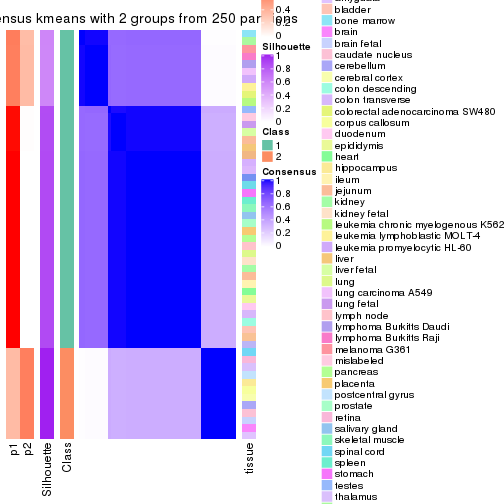 ensus kmeans with 2 groups from 250 par
ns
0.4
0.2
0
Silhouette
1
0.8
0.6
0.4
0.2
0
Class
1
2
Consensus
1
0.8
0.6
0.4
0.2
0
p1
p2
Silhouette
Class
tissue
bladder
bone marrow
brain
brain fetal
caudate nucleus
cerebellum
cerebral cortex
colon descending
colon transverse
colorectal adenocarcinoma SW480
corpus callosum
duodenum
epididymis
heart
hippocampus
ileum
jejunum
kidney
kidney fetal
leukemia chronic myelogenous K562
leukemia lymphoblastic MOLT-4
leukemia promyelocytic HL-60
liver
liver fetal
lung
lung carcinoma A549
lung fetal
lymph node
lymphoma Burkitts Daudi
lymphoma Burkitts Raji
melanoma G361
mislabeled
pancreas
placenta
postcentral gyrus
prostate
retina
salivary gland
skeletal muscle
spinal cord
spleen
stomach
testes
thalamus